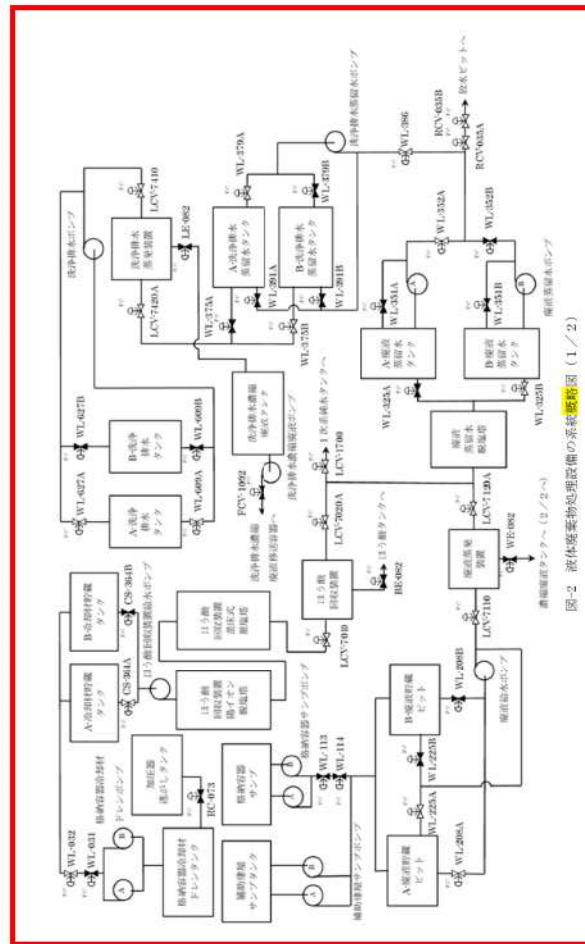 WL-032
WL-031
格納容器冷却材
ドレンポンプ
A
B
格納容器冷却材
ドレンタンク
加圧器
逃がしタンク
RC-073
A-冷却材貯蔵
タンク
B-冷却材貯蔵
タンク
CS-364A
CS-364B
ほう酸回収装置給水ポンプ
ほう酸
回収装置
陽イオン
脱塩塔
ほう酸
回収装置
混床式
脱塩塔
補助建屋
サンプタンク
A
B
補助建屋サンプポンプ
格納容器
サンプ
格納容器サンプポンプ
WL-113
WL-114
A-廃液貯蔵
ピット
B-廃液貯蔵
ピット
WL-225A
WL-225B
WL-208A
WL-208B
廃液給水ポンプ
LCV-7110
廃液蒸発
装置
WE-082
濃縮廃液タンクへ(2/2へ)
LCV-7120A
LCV-7010
ほう酸
回収装置
BE-082
ほう酸タンクへ
LCV-7020A
LCV-1700
1次系純水タンクへ
WL-627A
WL-627B
A-洗浄
排水
タンク
B-洗浄
排水
タンク
WL-609A
WL-609B
洗浄排水ポンプ
LCV-7410
洗浄排水
蒸発装置
LCV-7420A
LE-082
洗浄排水濃縮
廃液タンク
洗浄排水濃縮廃液ポンプ
FCV-1092
洗浄排水濃縮
廃液移送容器へ
WL-375A
WL-375B
A-洗浄排水
蒸留水タンク
B-洗浄排水
蒸留水タンク
WL-379A
WL-379B
WL-391A
WL-391B
洗浄排水蒸留水ポンプ
WL-386
RCV-035A
RCV-035B
放水ピットへ
廃液
蒸留水
脱塩塔
WL-325A
WL-325B
A-廃液
蒸留水
タンク
B-廃液
蒸留水
タンク
WL-351A
WL-351B
A
B
WL-352A
WL-352B
廃液蒸留水ポンプ
図-2 液体廃棄物処理設備の系統概略図(1/2)